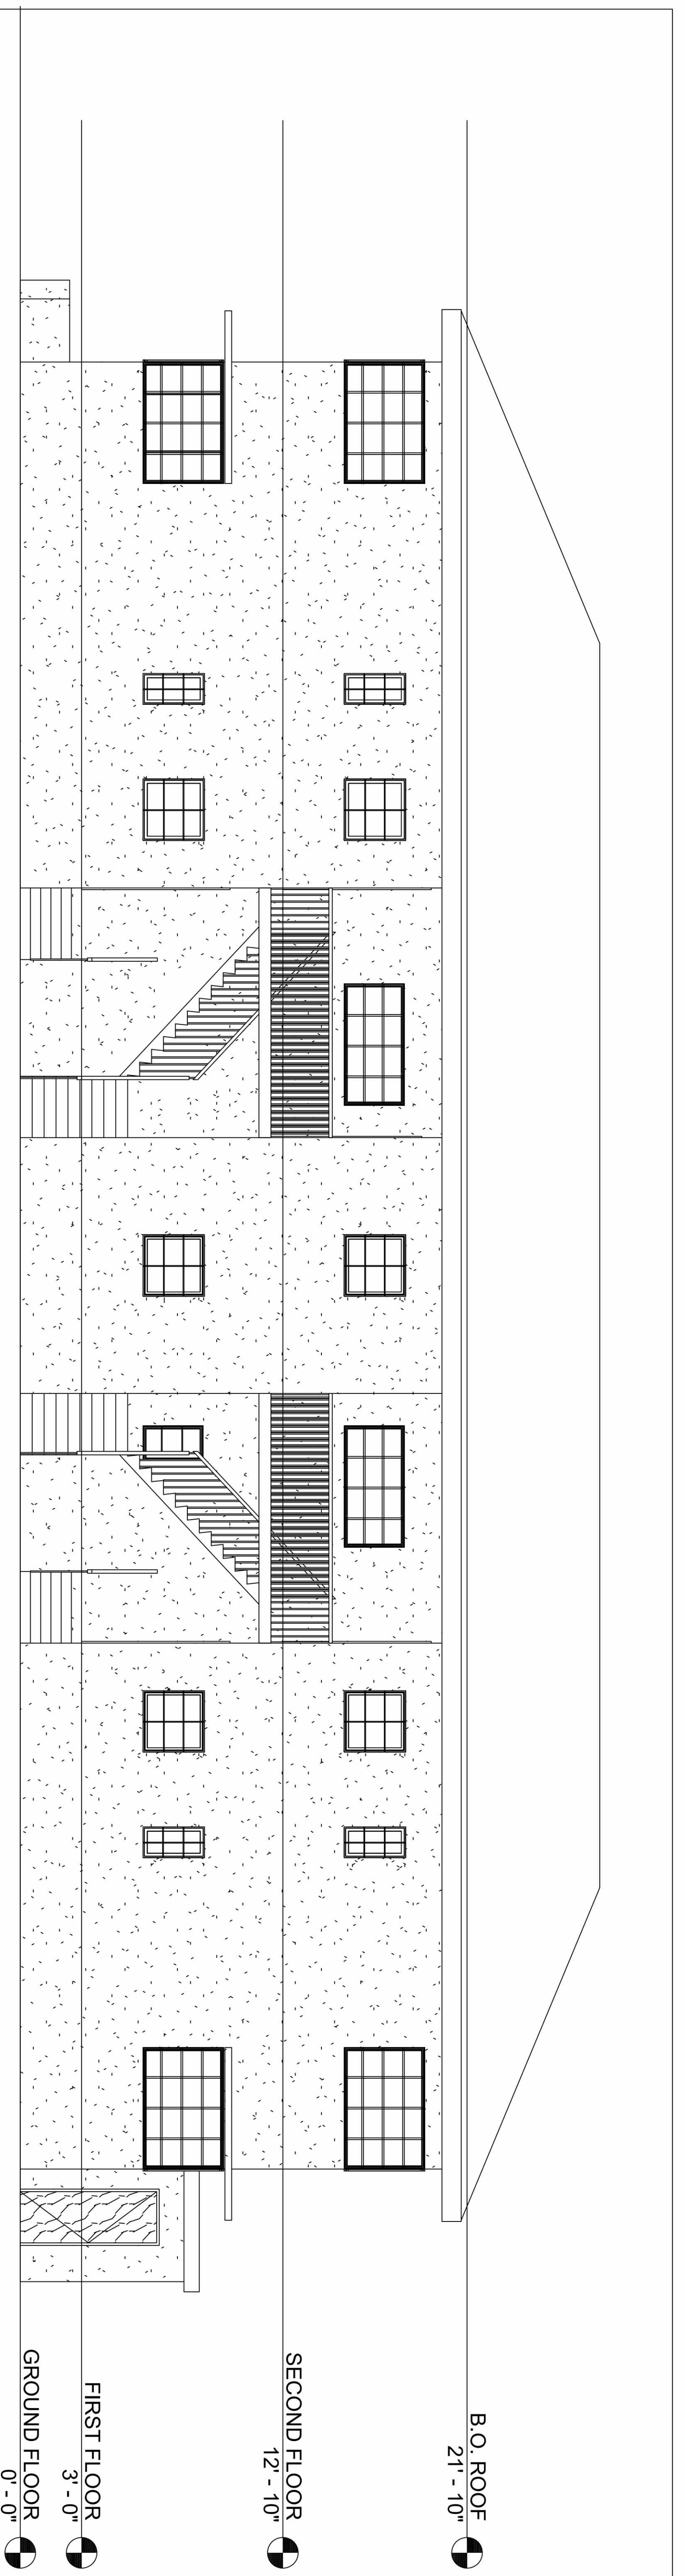 B.O. ROOF
21' - 10"
SECOND FLOOR
12' - 10"
FIRST FLOOR
3' - 0"
GROUND FLOOR
0' - 0"